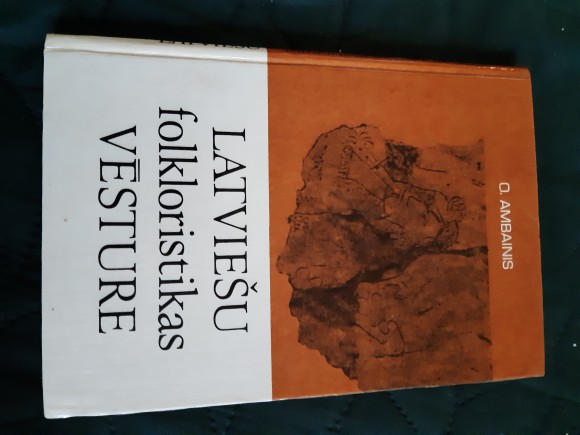 O. AMBAINIS
LATVIEŠU
folkloristikas
VĒSTURE